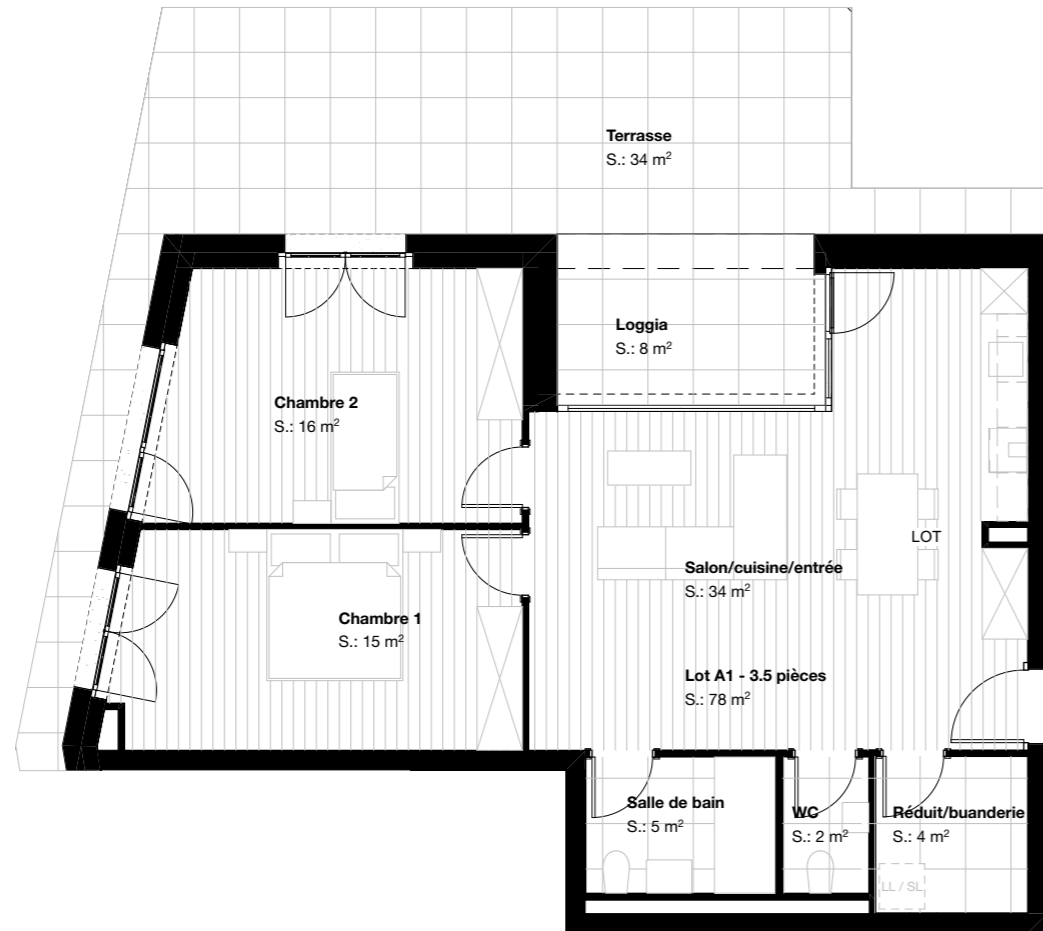 Terrasse
S.: 34 m²
Loggia
S.: 8 m²
Chambre 2
S.: 16 m²
LOT
Salon/cuisine/entrée
S.: 34 m²
Chambre 1
S.: 15 m²
Lot A1 - 3.5 pièces
S.: 78 m²
Salle de bain
S.: 5 m²
WC
S.: 2 m²
Réduit/buanderie
S.: 4 m²
LL / SL